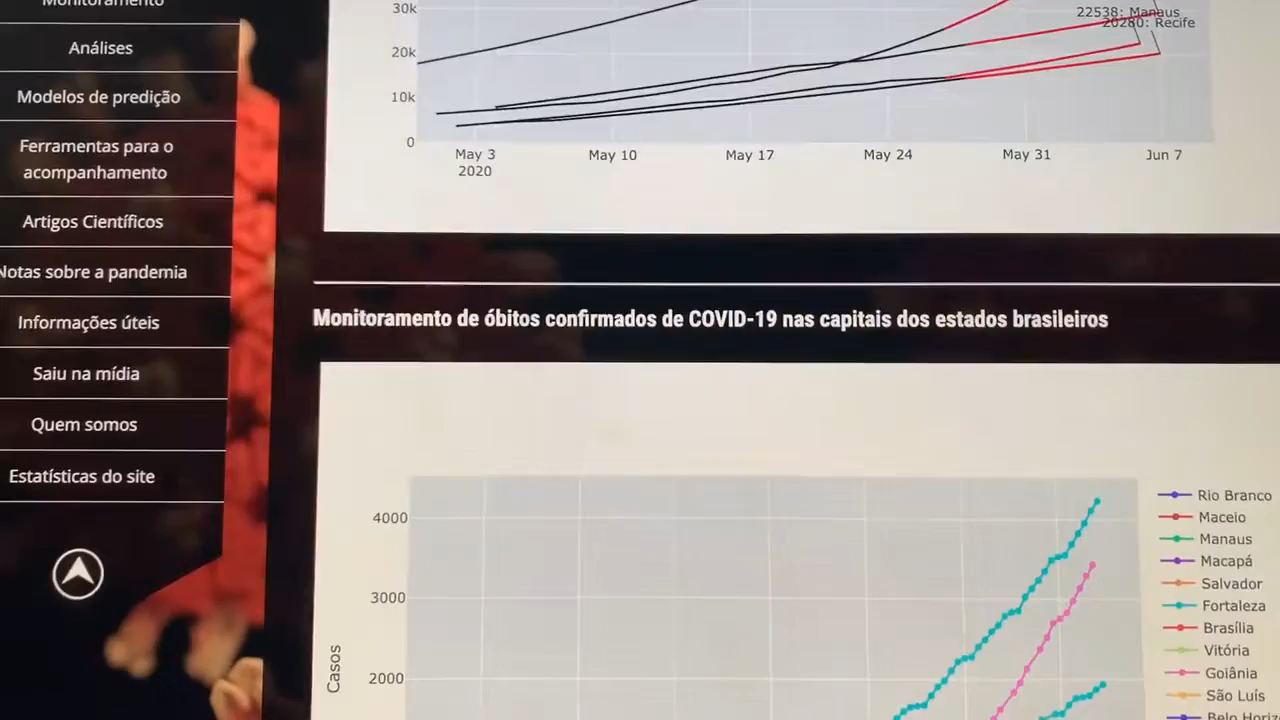 Monitoramento
Análises
Modelos de predição
Ferramentas para o
acompanhamento
Artigos Científicos
Notas sobre a pandemia
Informações úteis
Saiu na mídia
Quem somos
Estatísticas do site
30k
20k
10k
0
22538: Manaus
20280: Recife
May 3
2020
May 10
May 17
May 24
May 31
Jun 7
Monitoramento de óbitos confirmados de COVID-19 nas capitais dos estados brasileiros
4000
3000
2000
Casos
Rio Branco
Maceio
Manaus
Macapá
Salvador
Fortaleza
Brasília
Vitória
Goiânia
São Luís
Belo Horiz